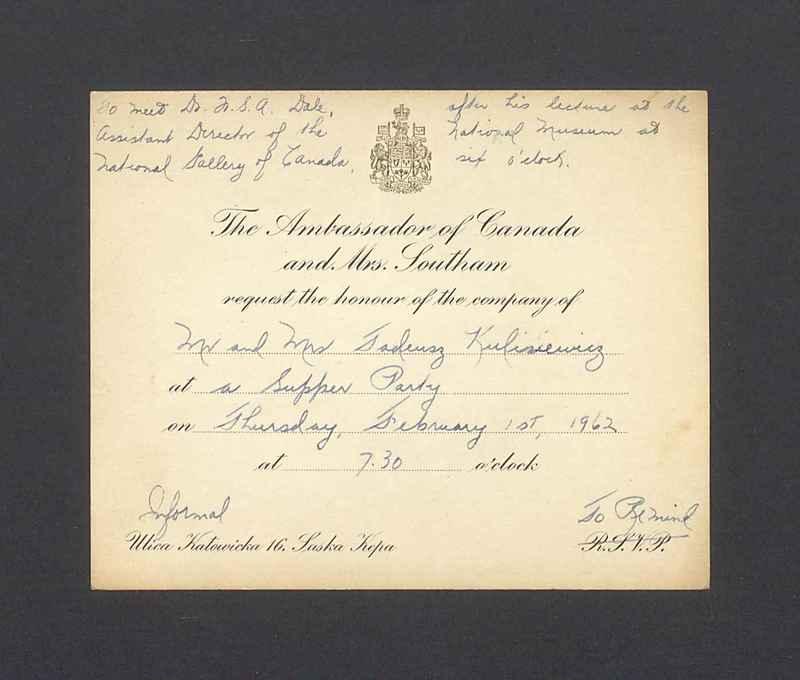 To meet Dr. W.S.A. Dale,
Assistant Director of the
National Gallery of Canada,
after his lecture at the
National Museum at
six o'clock.
The Ambassador of Canada
and Mrs. Southam
request the honour of the company of
Mr and Mrs Tadeusz Kulisiewicz
at a Supper Party
on Thursday, February 1st, 1962
at 7.30 o'clock
Informal
Ulica Katowicka 16, Saska Kepa
To Remind
R.S.V.P.